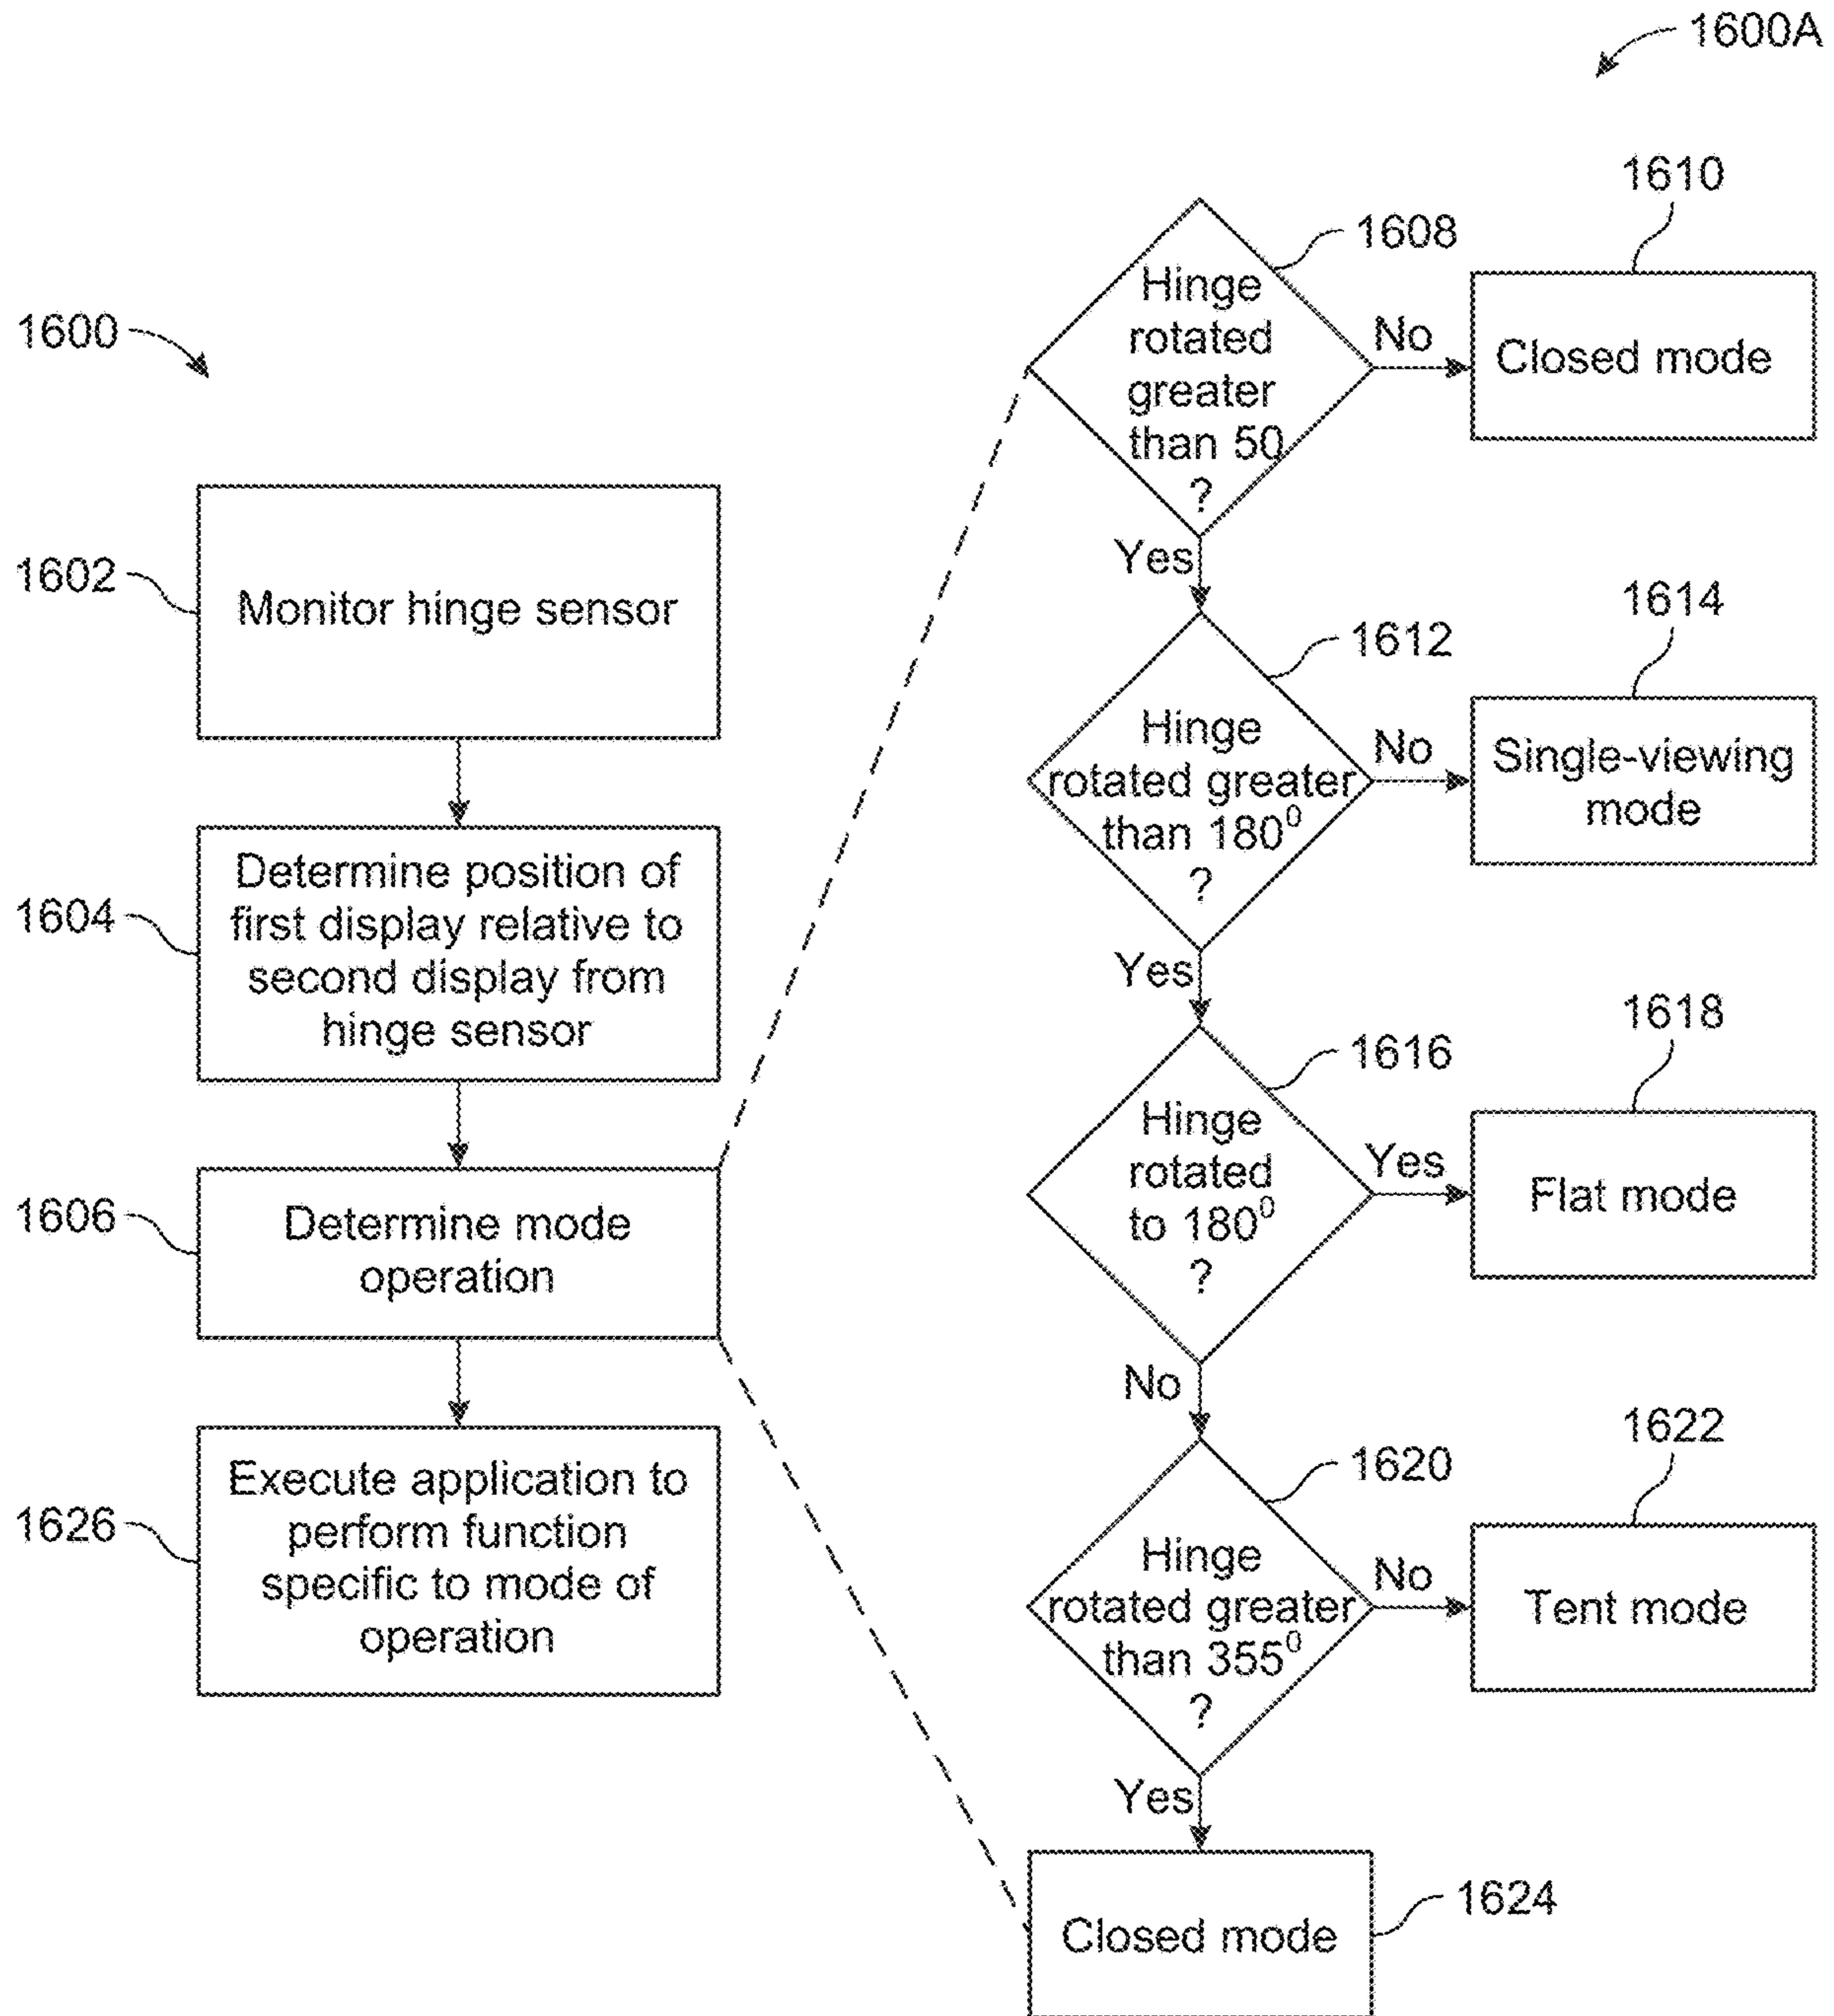 1600A
1600
1602
Monitor hinge sensor
1604
Determine position of
first display relative to
second display from
hinge sensor
1606
Determine mode
operation
1626
Execute application to
perform function
specific to mode of
operation
1608
Hinge
rotated
greater
than 50
?
No
1610
Closed mode
Yes
1612
Hinge
rotated greater
than 180⁰
?
No
1614
Single-viewing
mode
Yes
1616
Hinge
rotated
to 180⁰
?
Yes
1618
Flat mode
No
1620
Hinge
rotated greater
than 355⁰
?
No
1622
Tent mode
Yes
Closed mode
1624